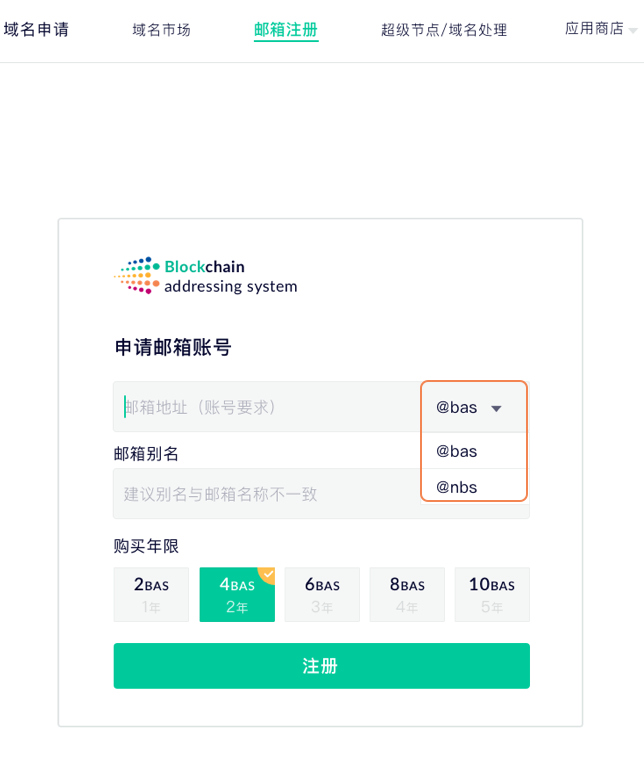 域名申请
域名市场
邮箱注册
超级节点/域名处理
应用商店
Blockchain
addressing system
申请邮箱账号
邮箱地址（账号要求）
@bas
@bas
@nbs
邮箱别名
建议别名与邮箱名称不一致
购买年限
2BAS
1年
4BAS
2年
6BAS
3年
8BAS
4年
10BAS
5年
注册